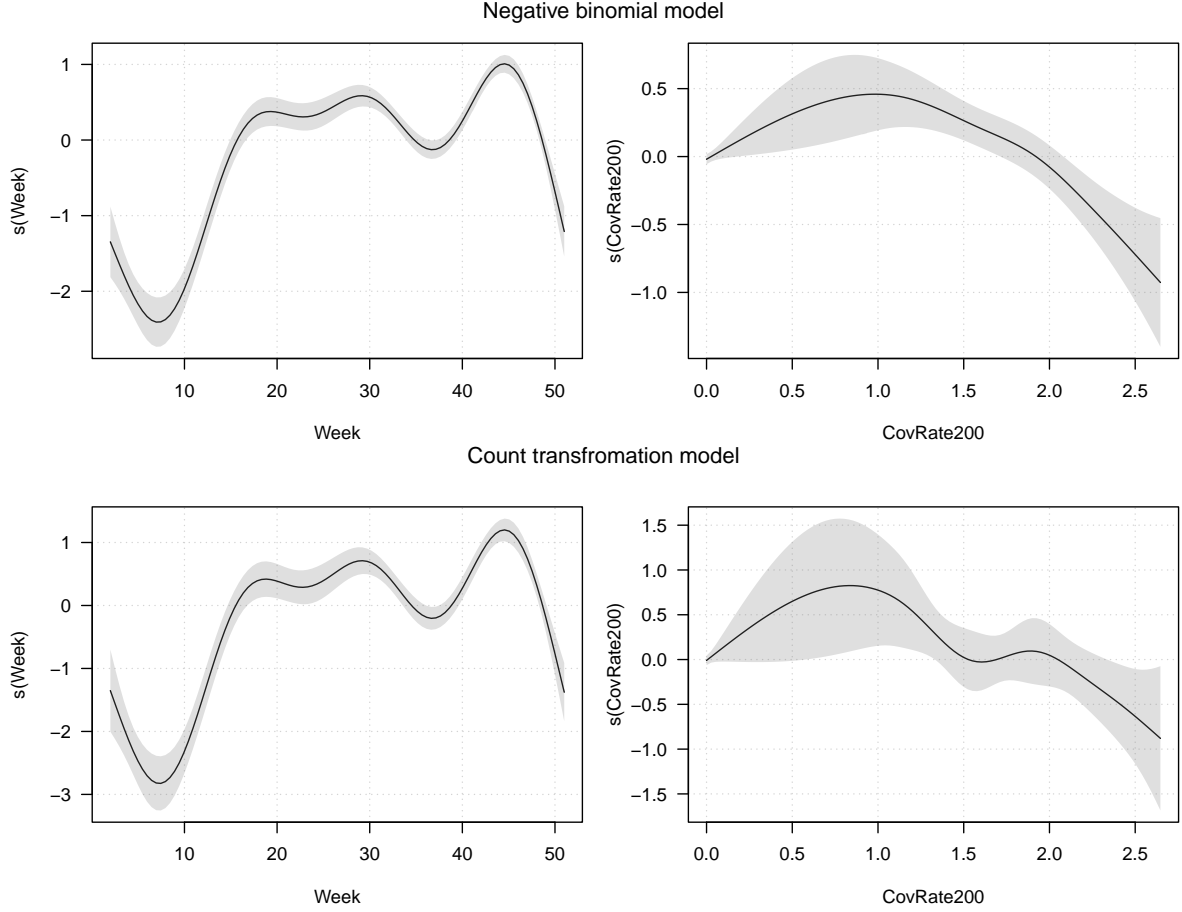 Negative binomial model
1
0
−1
−2
s(Week)
10 20 30 40 50
Week
0.5
0.0
−0.5
−1.0
s(CovRate200)
0.0 0.5 1.0 1.5 2.0 2.5
CovRate200
Count transfromation model
1
0
−1
−2
−3
s(Week)
10 20 30 40 50
Week
1.5
1.0
0.5
0.0
−0.5
−1.0
−1.5
s(CovRate200)
0.0 0.5 1.0 1.5 2.0 2.5
CovRate200